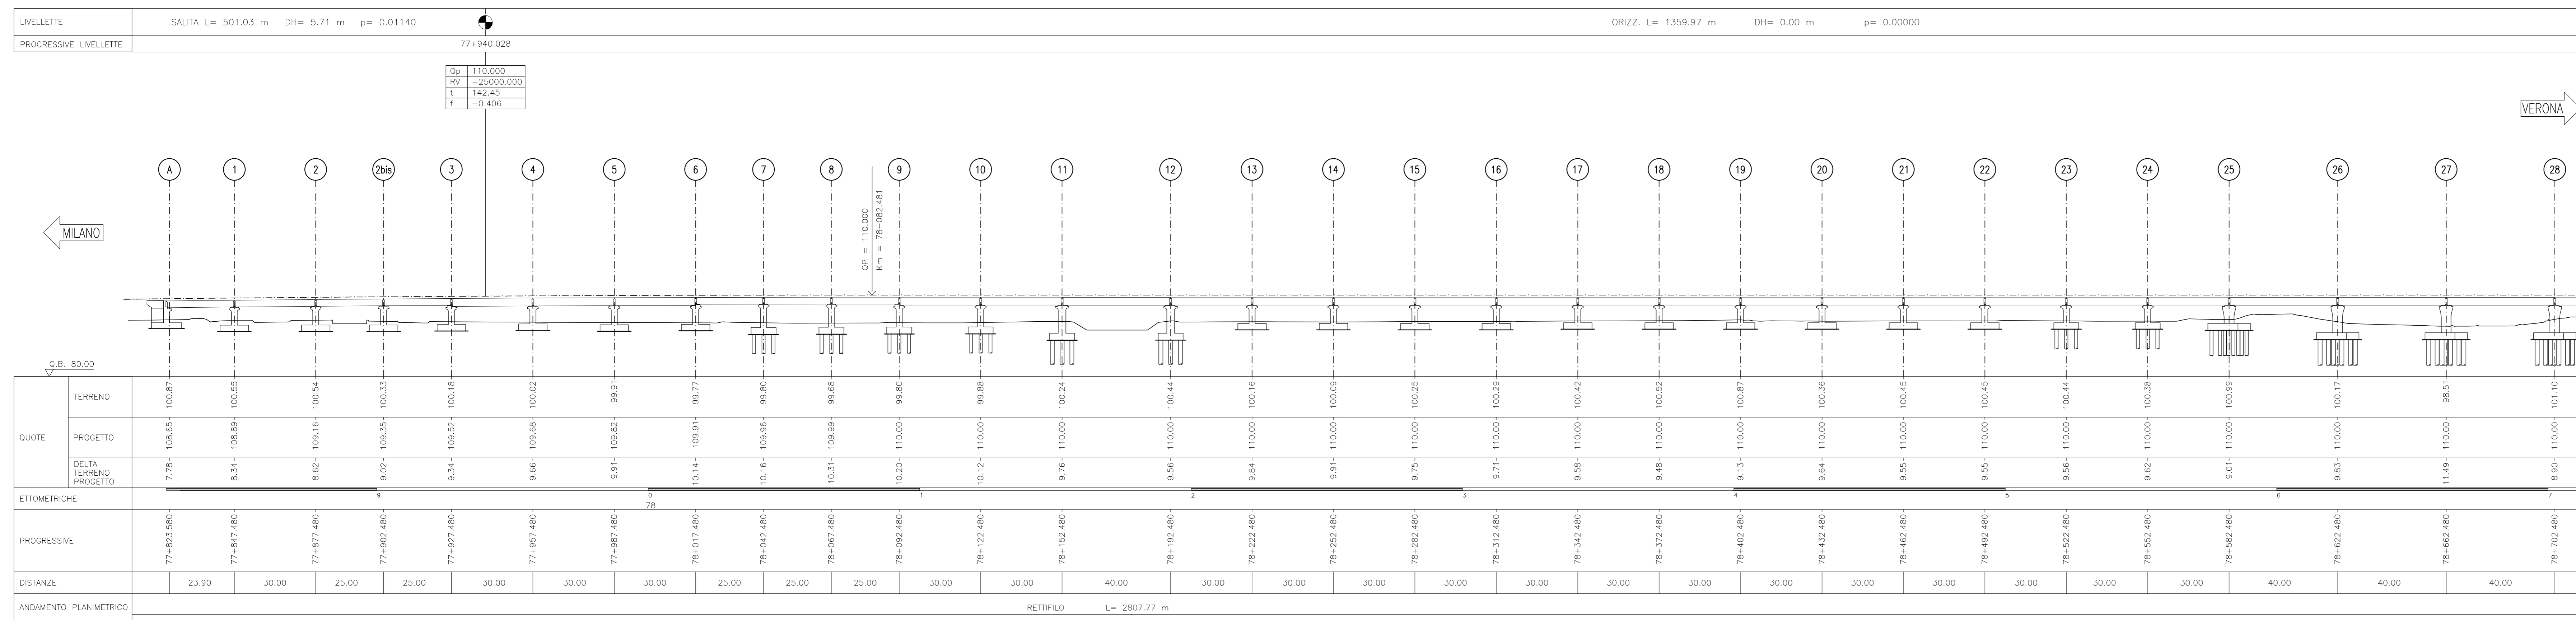 LIVELLETTE
SALITA L= 501.03 m DH= 5.71 m p= 0.01140
ORIZZ. L= 1359.97 m DH= 0.00 m p= 0.00000
PROGRESSIVE LIVELLETTE
77+940.028
Qp 110.000
RV -25000.000
t 142.45
f -0.406
VERONA
A 1 2 2bis 3 4 5 6 7 8 9 10 11 12 13 14 15 16 17 18 19 20 21 22 23 24 25 26 27 28
QP = 110.000
Km = 78+082.481
MILANO
Q.B. 80.00
QUOTE
TERRENO
100.87 100.55 100.54 100.33 100.18 100.02 99.91 99.77 99.80 99.68 99.80 99.88 100.24 100.44 100.16 100.09 100.25 100.29 100.42 100.52 100.87 100.36 100.45 100.45 100.44 100.38 100.99 100.17 98.51 101.10
PROGETTO
108.65 108.89 109.16 109.35 109.52 109.68 109.82 109.91 109.96 109.99 110.00 110.00 110.00 110.00 110.00 110.00 110.00 110.00 110.00 110.00 110.00 110.00 110.00 110.00 110.00 110.00 110.00 110.00 110.00 110.00
DELTA
TERRENO
PROGETTO
7.78 8.34 8.62 9.02 9.34 9.66 9.91 10.14 10.16 10.31 10.20 10.12 9.76 9.56 9.84 9.91 9.75 9.71 9.58 9.48 9.13 9.64 9.55 9.55 9.56 9.62 9.01 9.83 11.49 8.90
ETTOMETRICHE
9 0 1 2 3 4 5 6 7
78
PROGRESSIVE
77+823.580 77+847.480 77+877.480 77+902.480 77+927.480 77+957.480 77+987.480 78+017.480 78+042.480 78+067.480 78+092.480 78+122.480 78+152.480 78+192.480 78+222.480 78+252.480 78+282.480 78+312.480 78+342.480 78+372.480 78+402.480 78+432.480 78+462.480 78+492.480 78+522.480 78+552.480 78+582.480 78+622.480 78+662.480 78+702.480
DISTANZE
23.90 30.00 25.00 25.00 30.00 30.00 30.00 25.00 25.00 25.00 30.00 30.00 40.00 30.00 30.00 30.00 30.00 30.00 30.00 30.00 30.00 30.00 30.00 30.00 30.00 30.00 40.00 40.00 40.00
ANDAMENTO PLANIMETRICO
RETTIFILO L= 2807.77 m